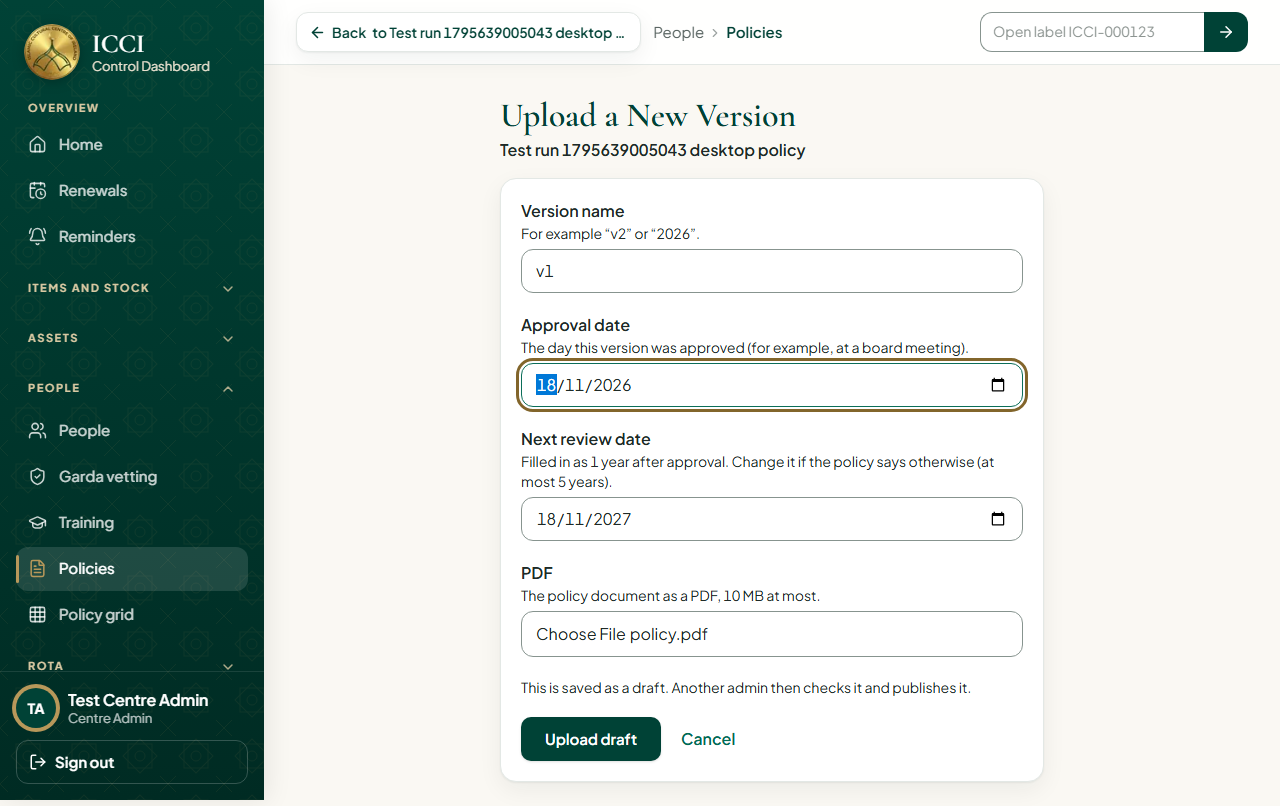 ICCI
Control Dashboard
OVERVIEW
Home
Renewals
Reminders
ITEMS AND STOCK
ASSETS
PEOPLE
People
Garda vetting
Training
Policies
Policy grid
ROTA
TA
Test Centre Admin
Centre Admin
Sign out
Back to Test run 1795639005043 desktop ...
People > Policies
Open label ICCI-000123
Upload a New Version
Test run 1795639005043 desktop policy
Version name
For example “v2” or “2026”.
v1
Approval date
The day this version was approved (for example, at a board meeting).
18/11/2026
Next review date
Filled in as 1 year after approval. Change it if the policy says otherwise (at
most 5 years).
18/11/2027
PDF
The policy document as a PDF, 10 MB at most.
Choose File policy.pdf
This is saved as a draft. Another admin then checks it and publishes it.
Upload draft
Cancel